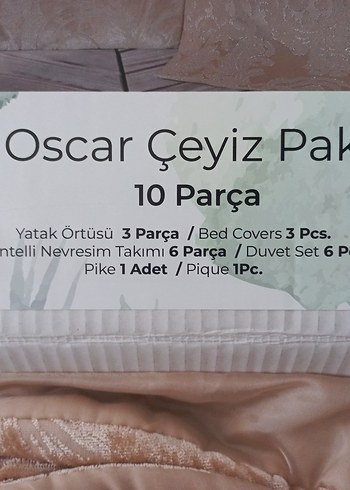 Oscar Çeyiz Pak
10 Parça
Yatak Örtüsü 3 Parça / Bed Covers 3 Pcs.
ntelli Nevresim Takımı 6 Parça / Duvet Set 6 P
Pike 1 Adet / Pique 1Pc.